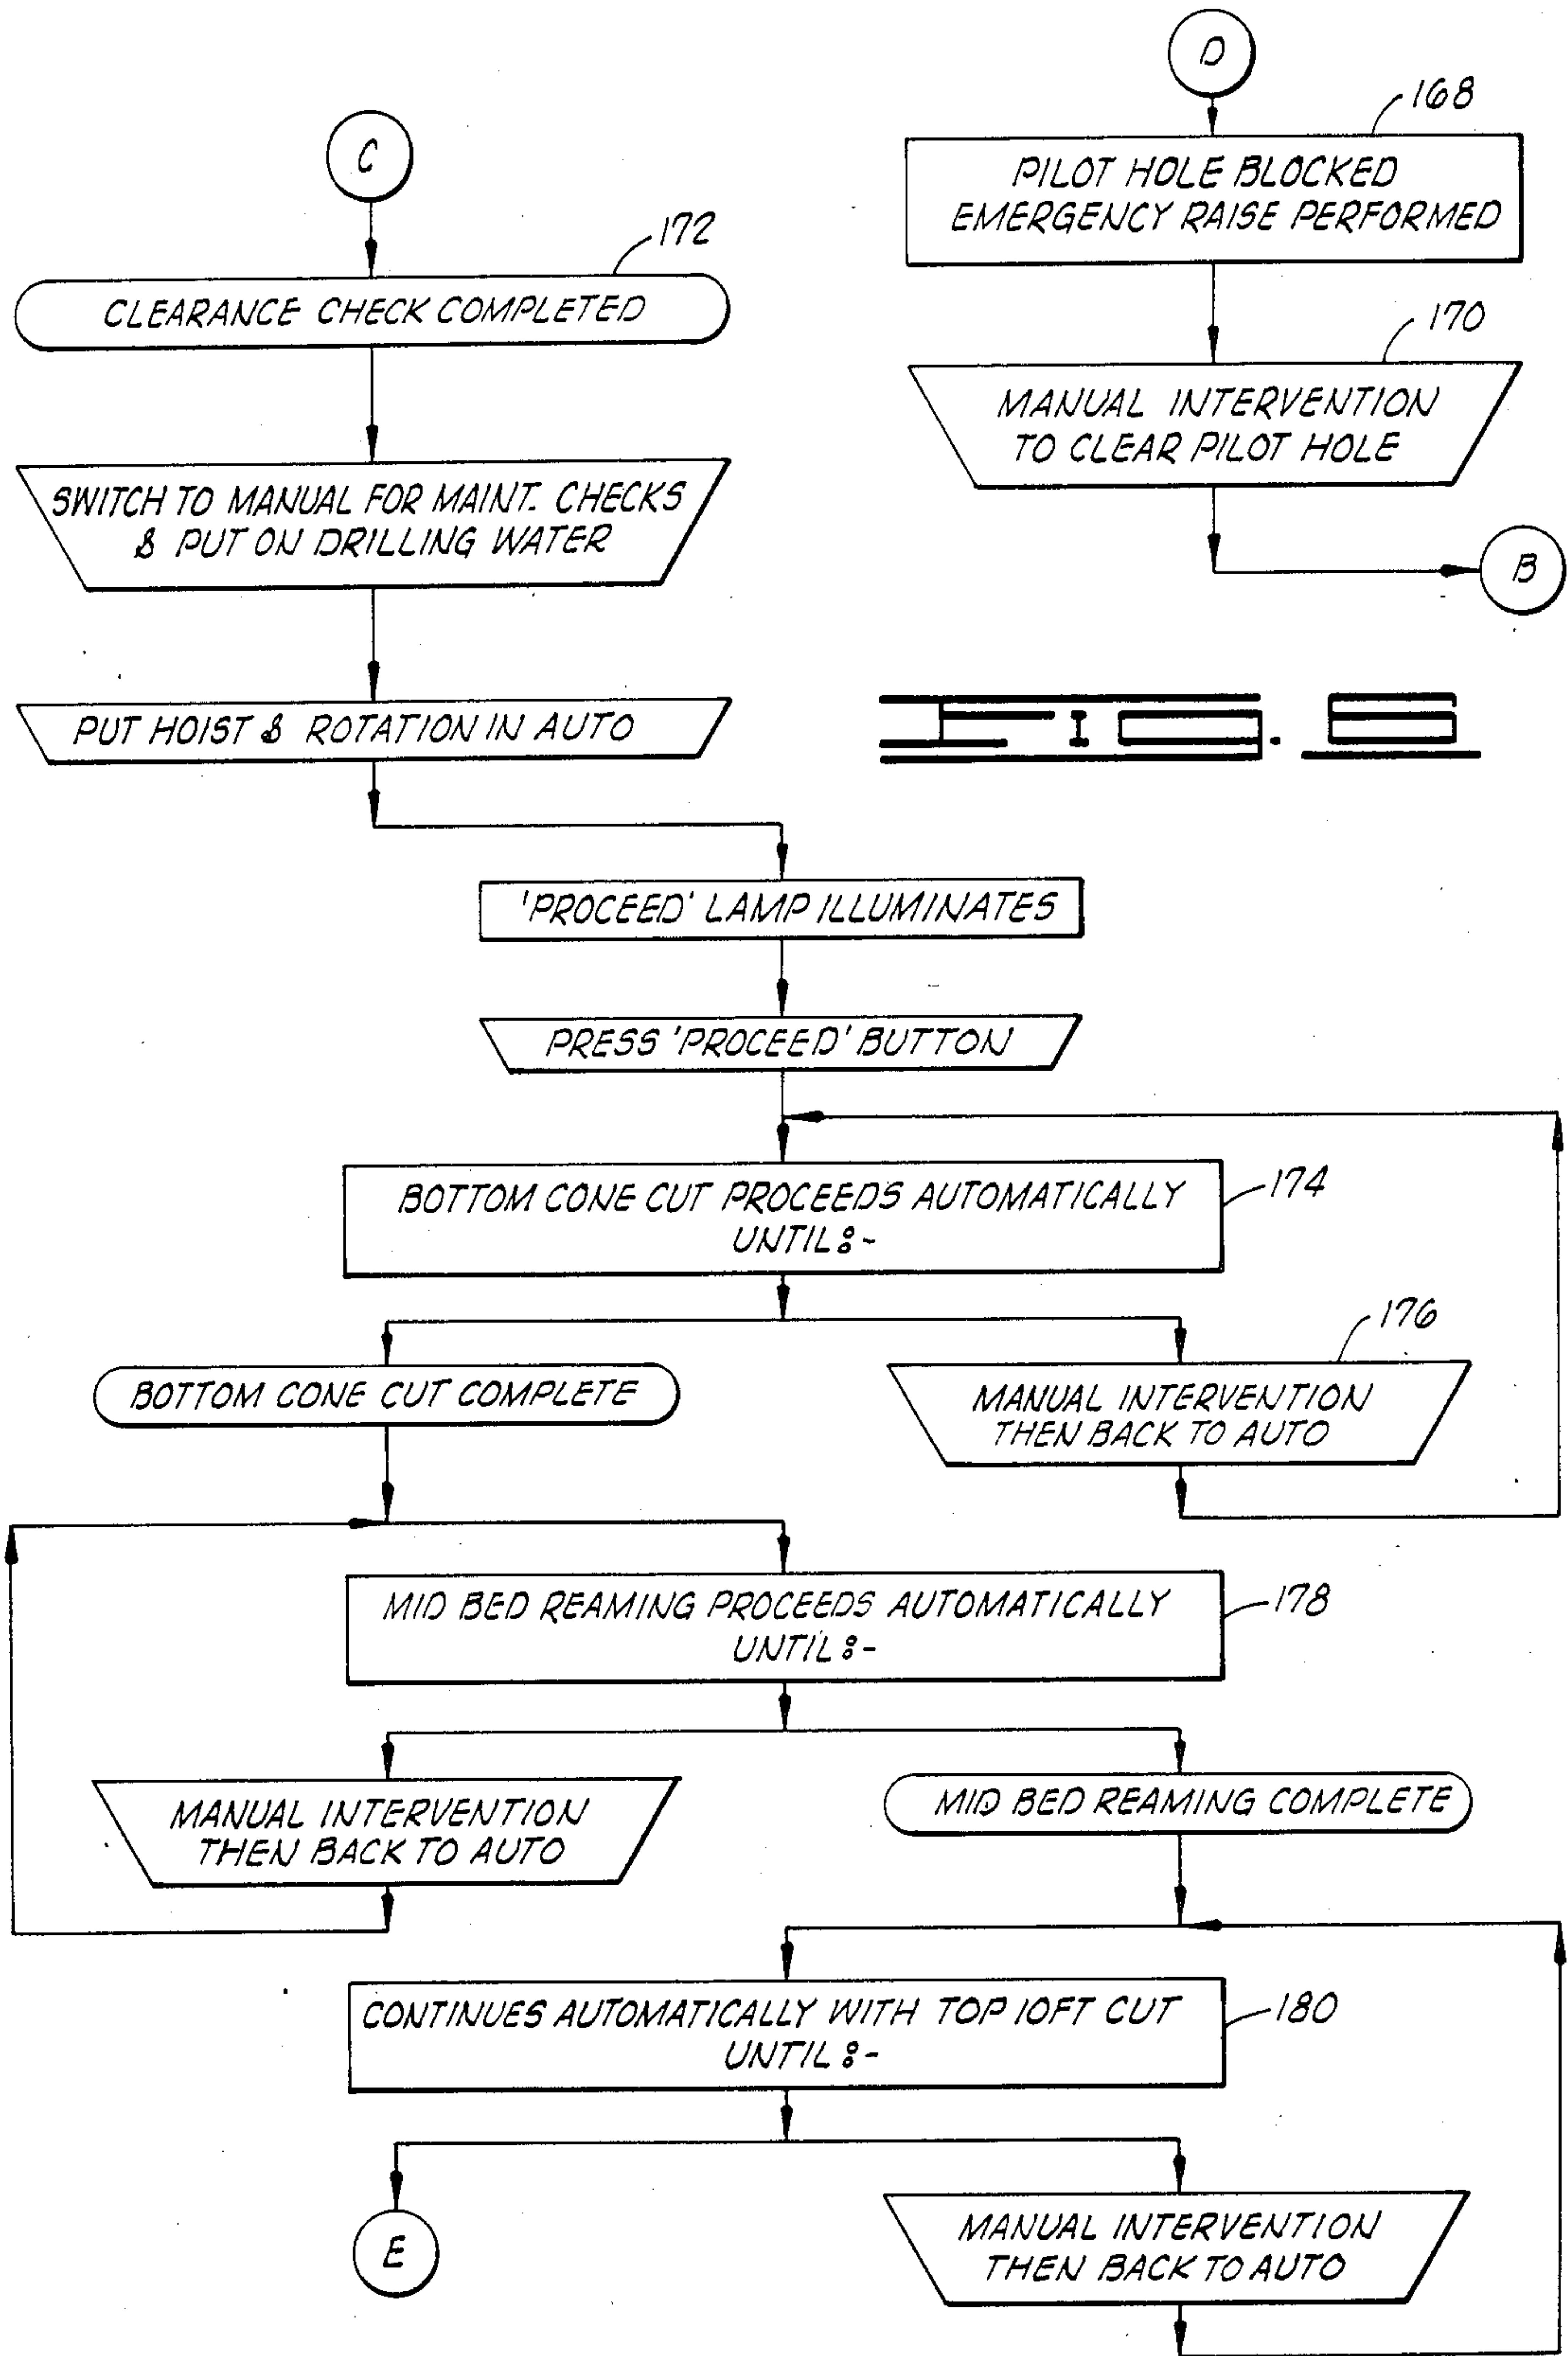 D
168
PILOT HOLE BLOCKED
EMERGENCY RAISE PERFORMED
170
MANUAL INTERVENTION
TO CLEAR PILOT HOLE
B
C
172
CLEARANCE CHECK COMPLETED
SWITCH TO MANUAL FOR MAINT. CHECKS
& PUT ON DRILLING WATER
PUT HOIST & ROTATION IN AUTO
FIG. 8
'PROCEED' LAMP ILLUMINATES
PRESS 'PROCEED' BUTTON
BOTTOM CONE CUT PROCEEDS AUTOMATICALLY
UNTIL:-
174
BOTTOM CONE CUT COMPLETE
176
MANUAL INTERVENTION
THEN BACK TO AUTO
MID BED REAMING PROCEEDS AUTOMATICALLY
UNTIL:-
178
MANUAL INTERVENTION
THEN BACK TO AUTO
MID BED REAMING COMPLETE
CONTINUES AUTOMATICALLY WITH TOP 10FT CUT
UNTIL:-
180
E
MANUAL INTERVENTION
THEN BACK TO AUTO